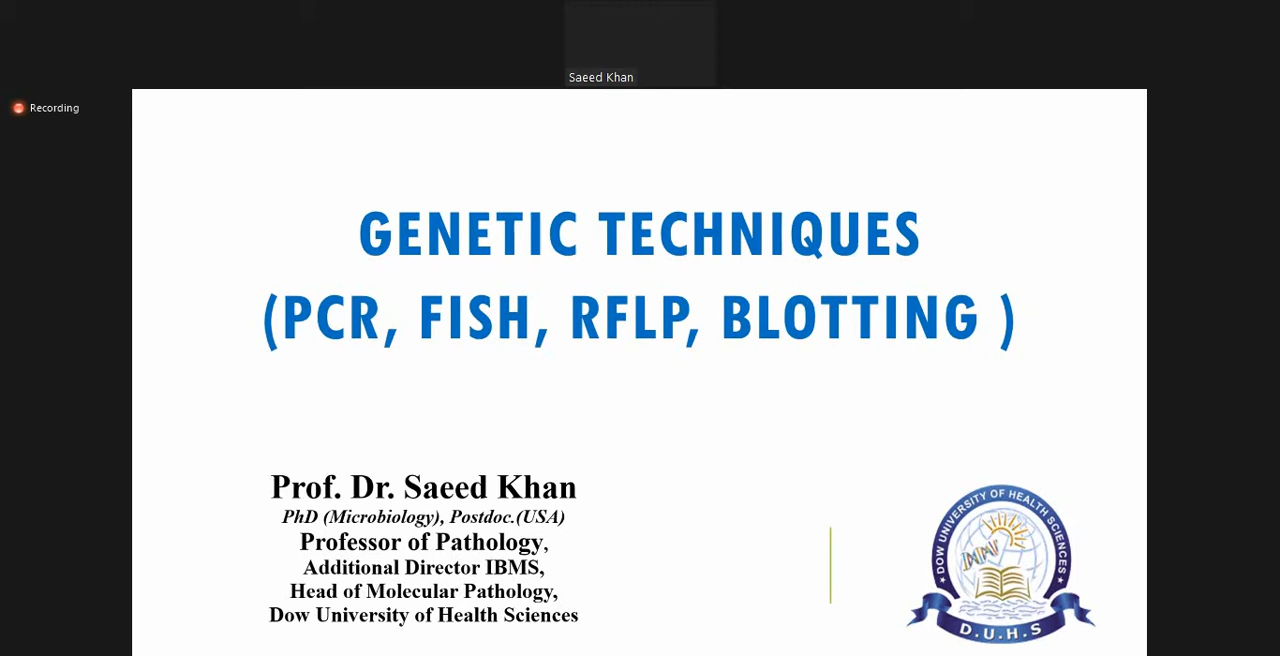 Saeed Khan
Recording
GENETIC TECHNIQUES
(PCR, FISH, RFLP, BLOTTING )
Prof. Dr. Saeed Khan
PhD (Microbiology), Postdoc.(USA)
Professor of Pathology,
Additional Director IBMS,
Head of Molecular Pathology,
Dow University of Health Sciences
DOW UNIVERSITY OF HEALTH SCIENCES
D.U.H.S